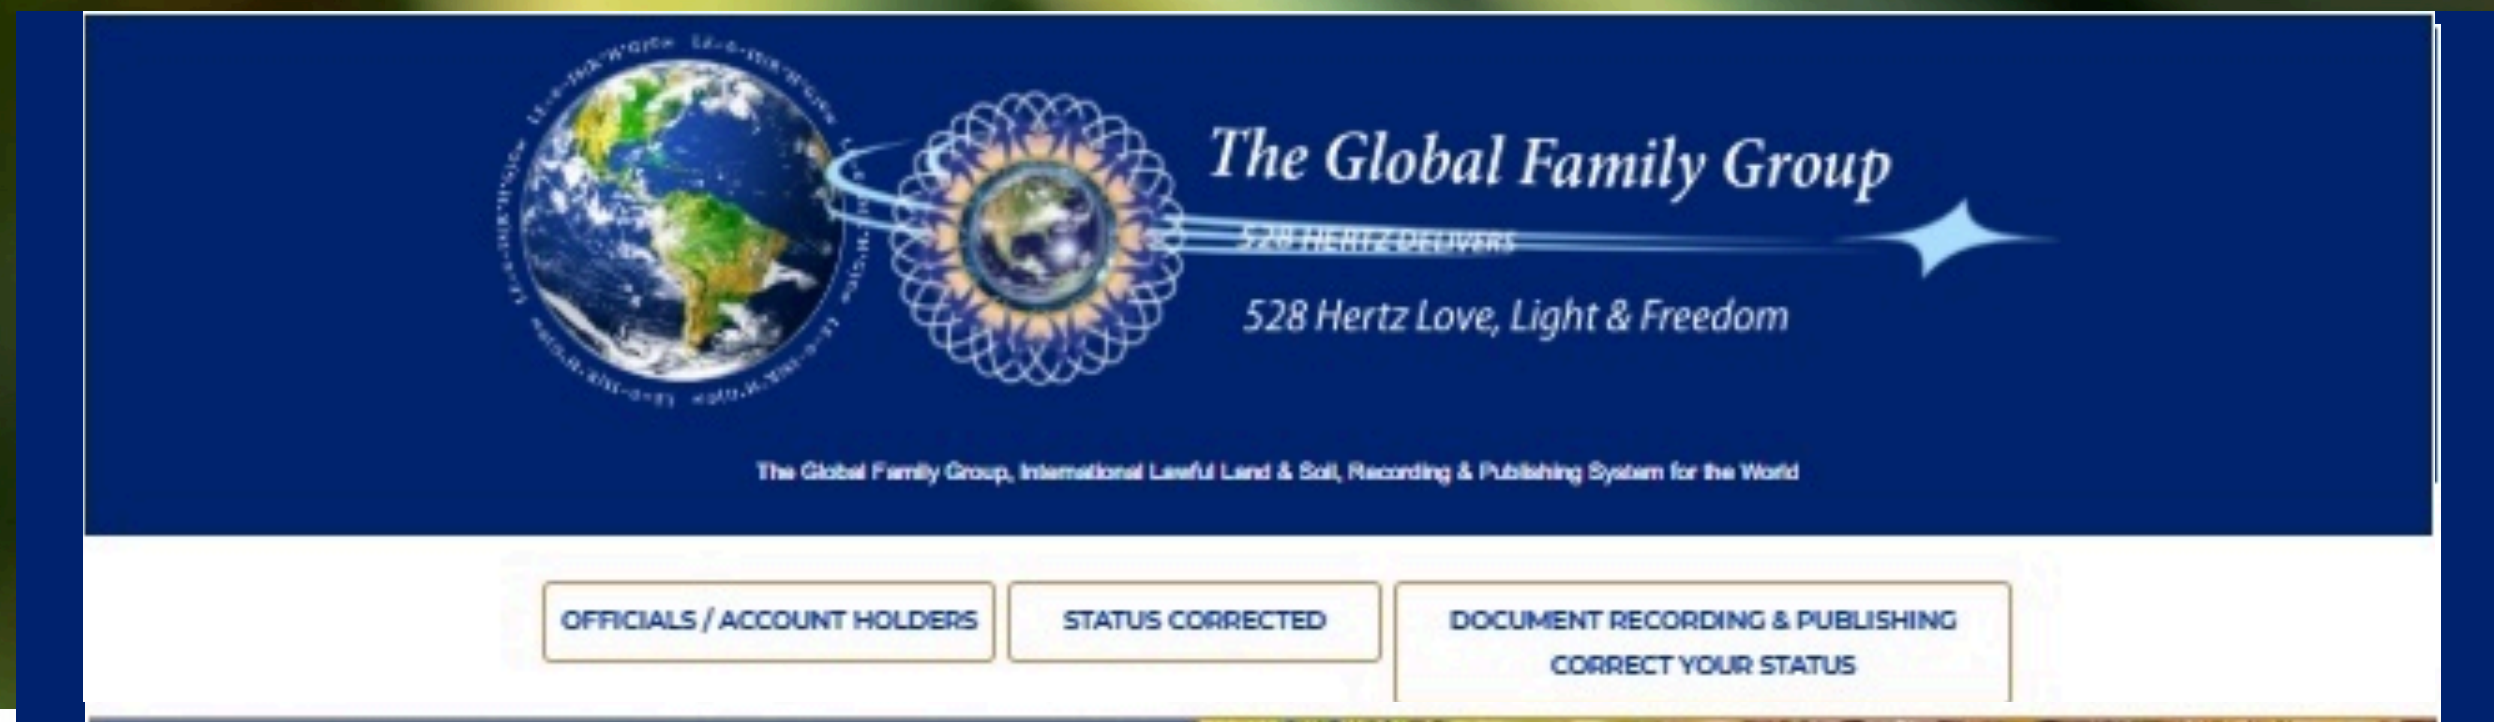 The Global Family Group
528 HERTZ DELIVERS
528 Hertz Love, Light & Freedom
The Global Family Group, International Lawful Land & Soil, Recording & Publishing System for the World
OFFICIALS / ACCOUNT HOLDERS
STATUS CORRECTED
DOCUMENT RECORDING & PUBLISHING
CORRECT YOUR STATUS